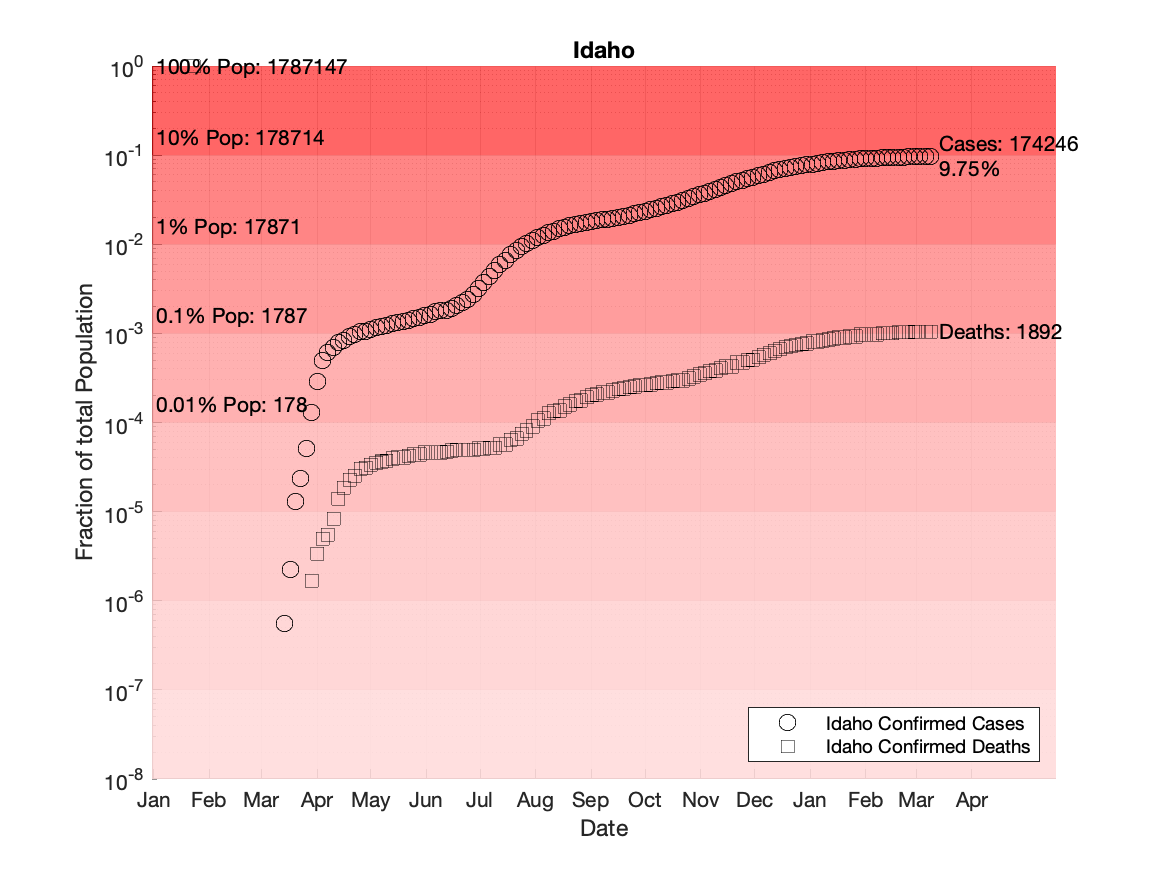 Idaho
10^0
100% Pop: 1787147
10% Pop: 178714
10^-1
Cases: 174246
9.75%
1% Pop: 17871
10^-2
0.1% Pop: 1787
10^-3
Deaths: 1892
0.01% Pop: 178
10^-4
10^-5
10^-6
10^-7
10^-8
Fraction of total Population
Idaho Confirmed Cases
Idaho Confirmed Deaths
Jan Feb Mar Apr May Jun Jul Aug Sep Oct Nov Dec Jan Feb Mar Apr
Date